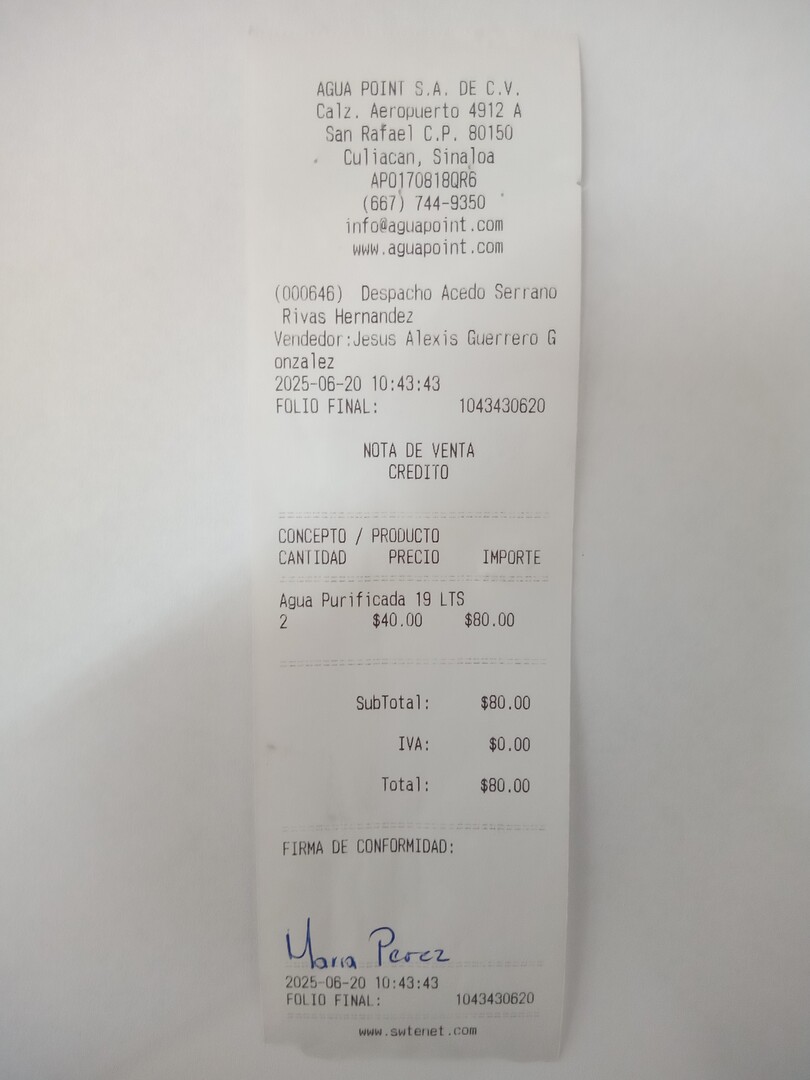 AGUA POINT S.A. DE C.V.
Calz. Aeropuerto 4912 A
San Rafael C.P. 80150
Culiacan, Sinaloa
APO170818QR6
(667) 744-9350
info@aguapoint.com
www.aguapoint.com
(000646) Despacho Acedo Serrano
Rivas Hernandez
Vendedor:Jesus Alexis Guerrero G
onzalez
2025-06-20 10:43:43
FOLIO FINAL: 1043430620
NOTA DE VENTA
CREDITO
CONCEPTO / PRODUCTO
CANTIDAD PRECIO IMPORTE
Agua Purificada 19 LTS
2 $40.00 $80.00
SubTotal: $80.00
IVA: $0.00
Total: $80.00
FIRMA DE CONFORMIDAD:
Maria Perez
2025-06-20 10:43:43
FOLIO FINAL: 1043430620
www.swtenet.com